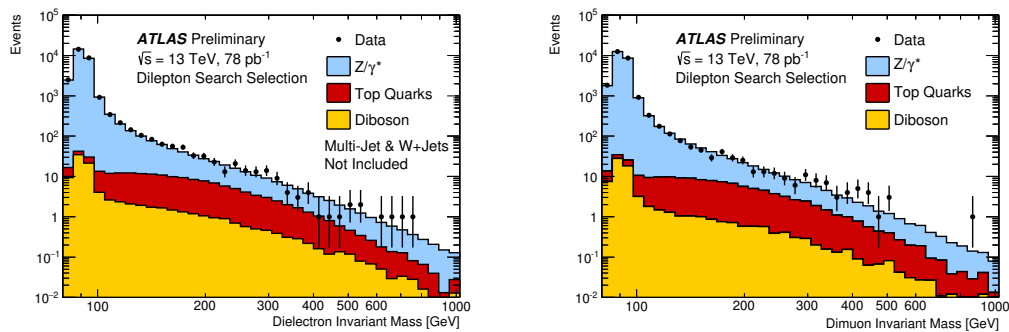 Events
10⁵
10⁴
10³
10²
10
1
10⁻¹
10⁻²
ATLAS Preliminary
√s = 13 TeV, 78 pb⁻¹
Dilepton Search Selection
Data
Z/γ*
Top Quarks
Diboson
Multi-Jet & W+Jets
Not Included
100 200 300 400 500 600 1000
Dielectron Invariant Mass [GeV]
Events
10⁵
10⁴
10³
10²
10
1
10⁻¹
10⁻²
ATLAS Preliminary
√s = 13 TeV, 78 pb⁻¹
Dilepton Search Selection
Data
Z/γ*
Top Quarks
Diboson
100 200 300 400 500 600 1000
Dimuon Invariant Mass [GeV]